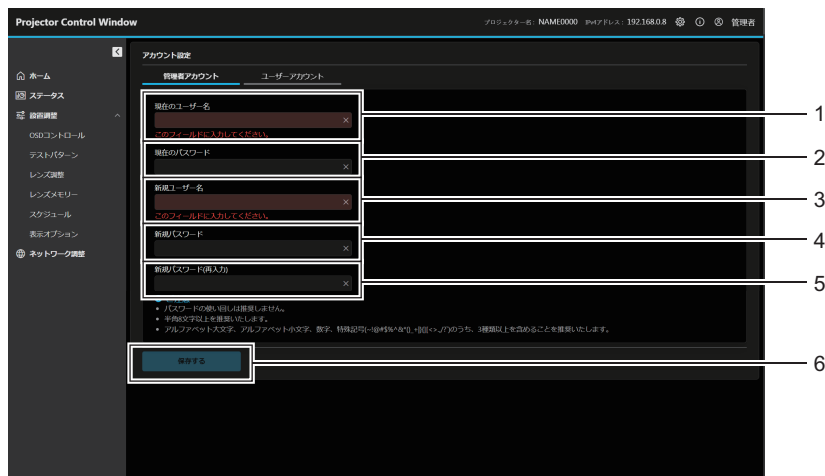 Projector Control Window
プロジェクター名: NAME0000 IPv4アドレス: 192.168.0.8 管理者
アカウント設定
ホーム
ステータス
設置調整
OSDコントロール
テストパターン
レンズ調整
レンズメモリー
スケジュール
表示オプション
ネットワーク調整
管理者アカウント ユーザーアカウント
現在のユーザー名
このフィールドに入力してください。
現在のパスワード
新規ユーザー名
このフィールドに入力してください。
新規パスワード
新規パスワード(再入力)
• パスワードの使い回しは推奨しません。
• 半角8文字以上を推奨いたします。
• アルファベット大文字、アルファベット小文字、数字、特殊記号のうち、3種類以上を含めることを推奨いたします。
保存する
1
2
3
4
5
6